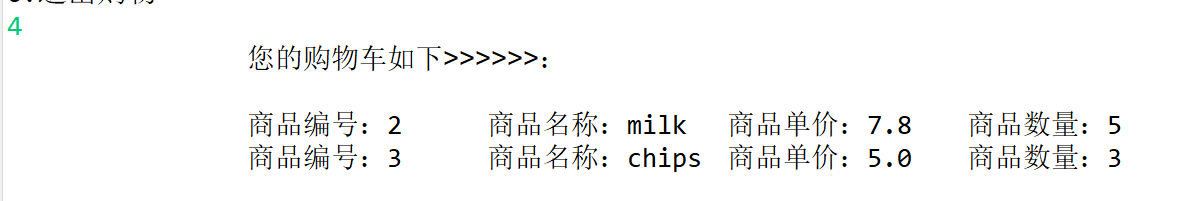 4
您的购物车如下>>>>>>：
商品编号：2 商品名称：milk 商品单价：7.8 商品数量：5
商品编号：3 商品名称：chips 商品单价：5.0 商品数量：3